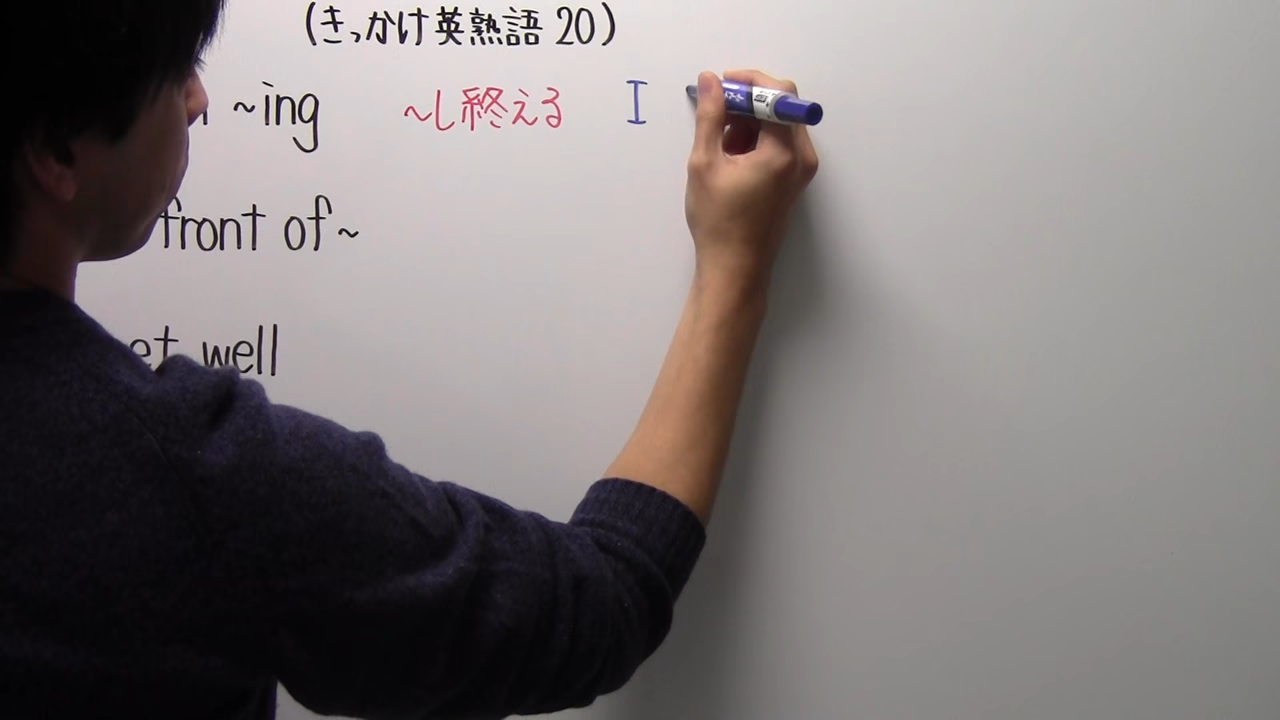 (きっかけ英熟語 20)
~ing ~し終える I
front of ~
et well